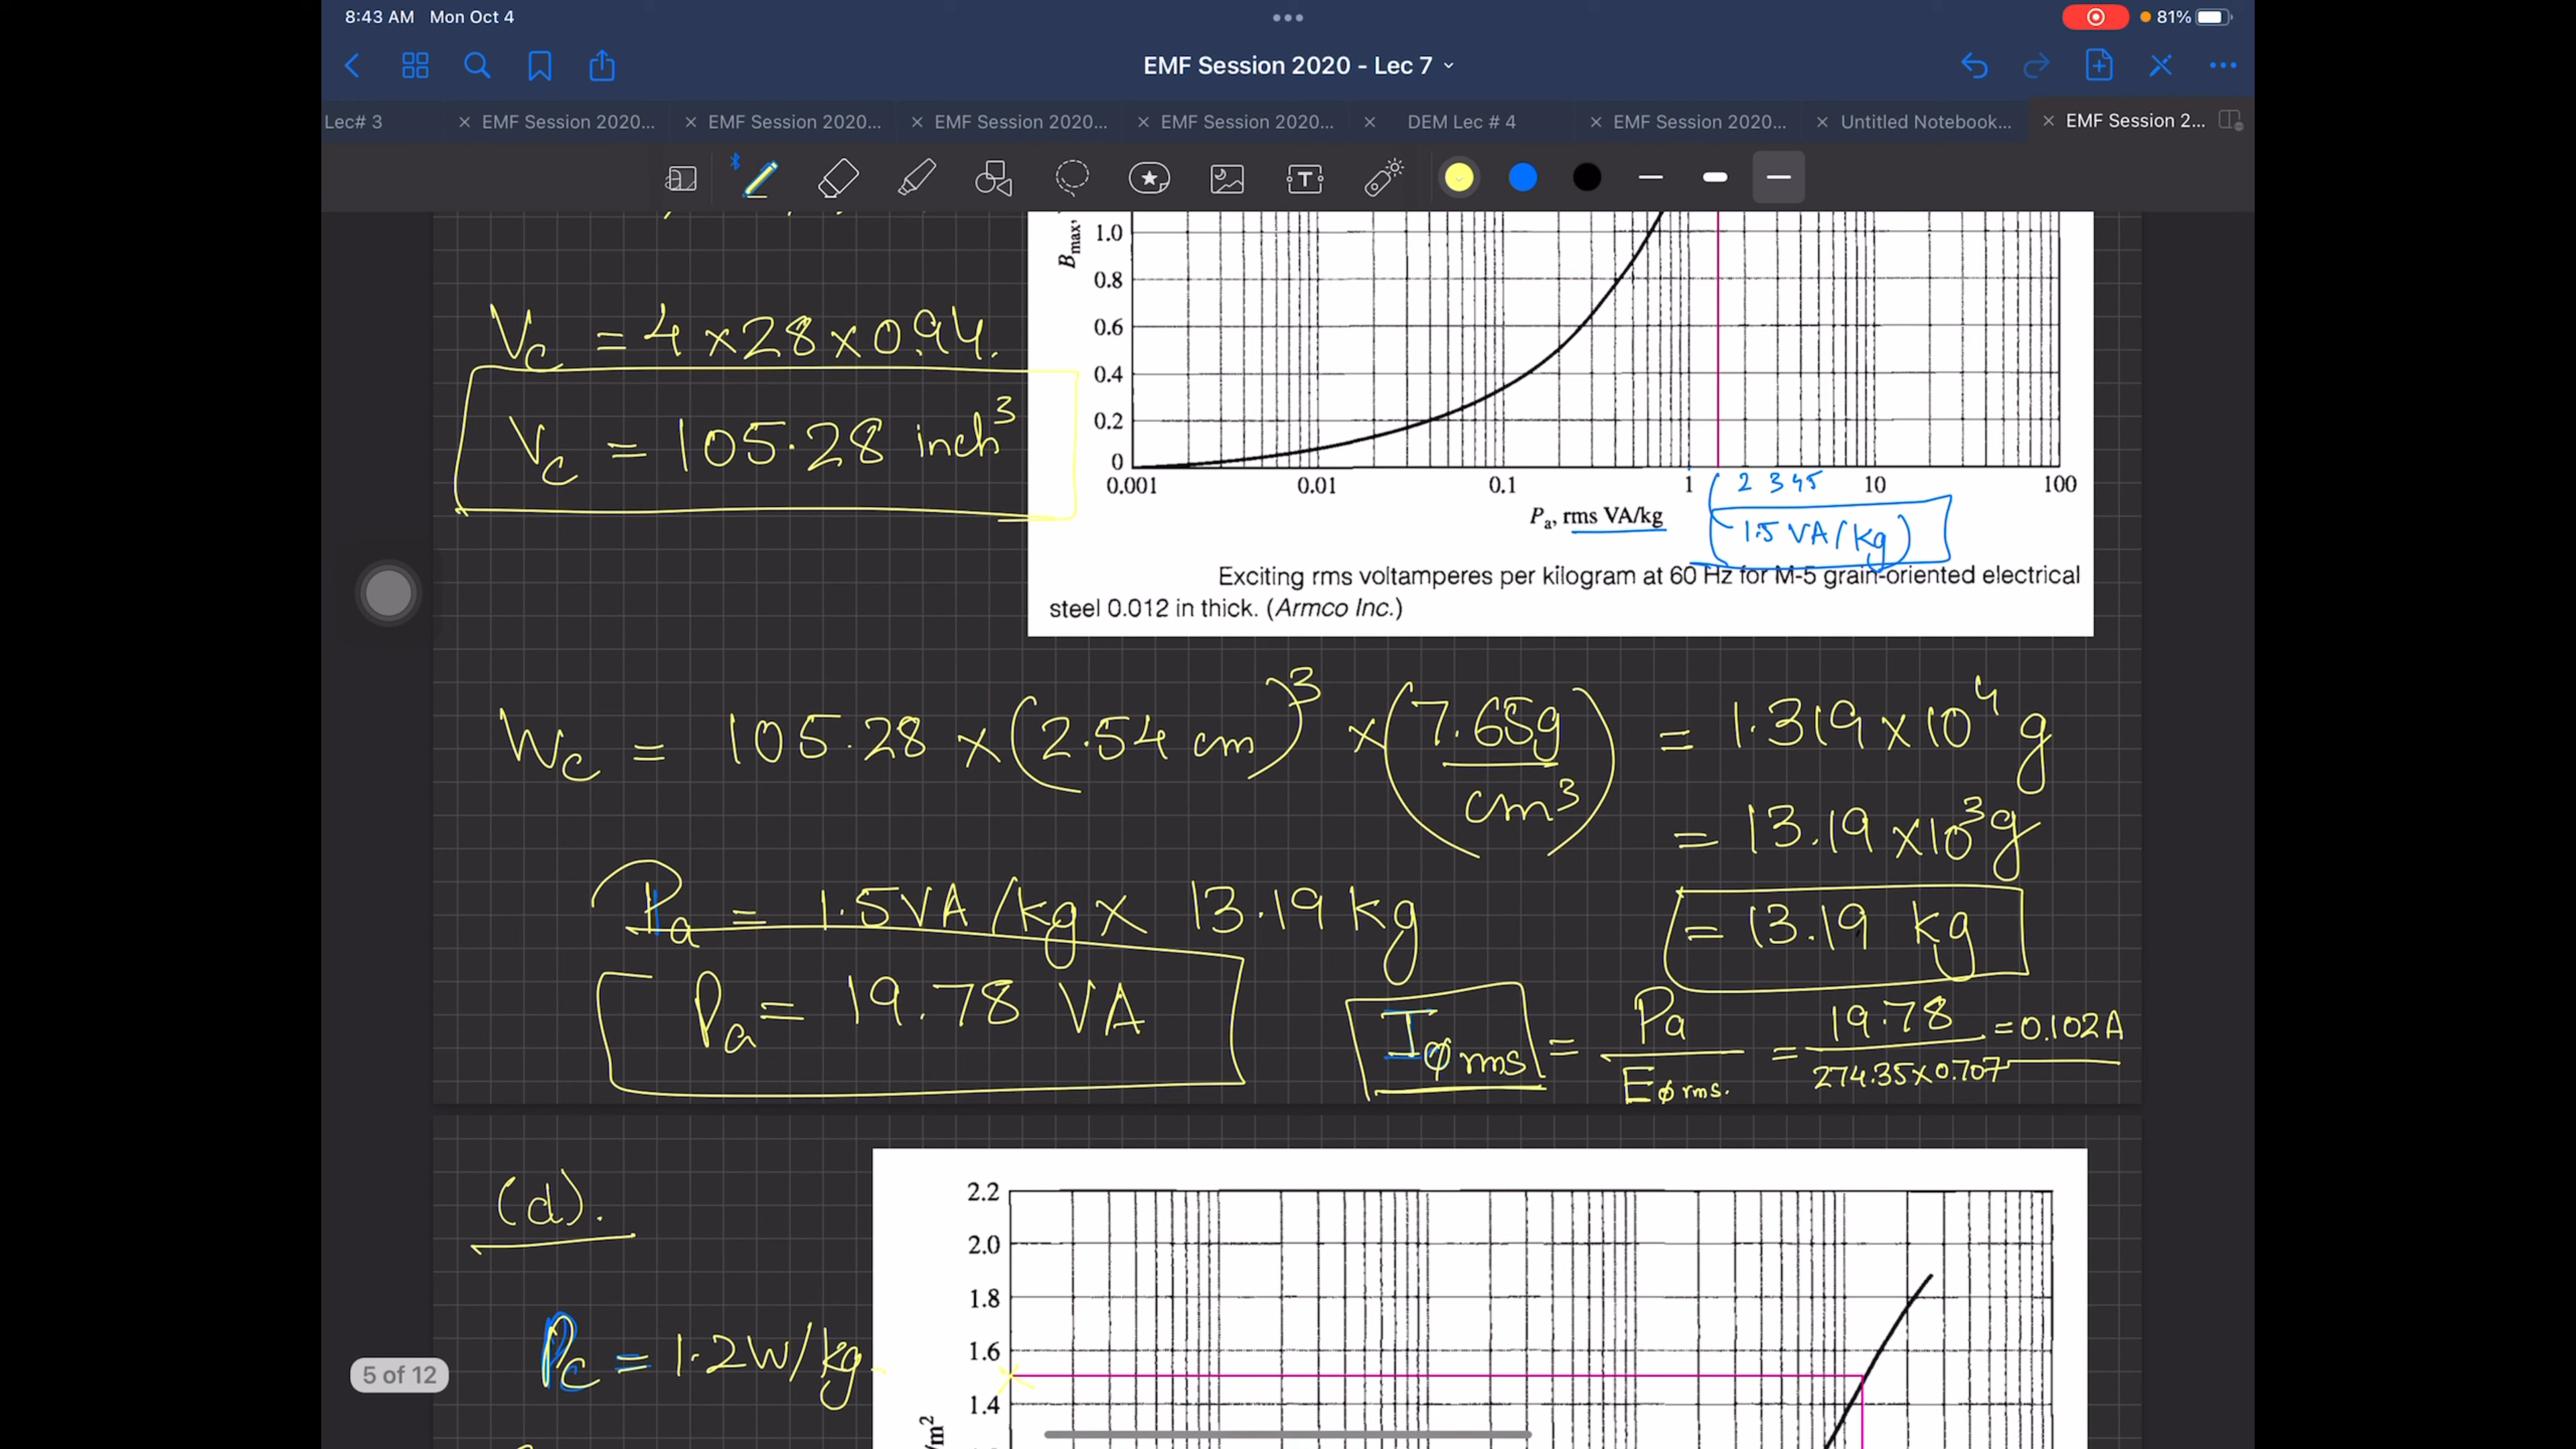 8:43 AM Mon Oct 4
81%
EMF Session 2020 - Lec 7
Lec# 3
EMF Session 2020...
EMF Session 2020...
EMF Session 2020...
EMF Session 2020...
DEM Lec # 4
EMF Session 2020...
Untitled Notebook...
EMF Session 2...
Vc = 4 × 28 × 0.94.
Vc = 105.28 inch³
Bmax,
1.0
0.8
0.6
0.4
0.2
0
0.001 0.01 0.1 1 2 3 4 5 10 100
Pa, rms VA/kg
1.5 VA/kg)
Exciting rms voltamperes per kilogram at 60 Hz for M-5 grain-oriented electrical
steel 0.012 in thick. (Armco Inc.)
Wc = 105.28 × (2.54 cm)³ × (7.65g / cm³) = 1.319 × 10⁴ g
= 13.19 × 10³ g
= 13.19 kg
Pa = 1.5 VA/kg × 13.19 kg
Pa = 19.78 VA
Iφ rms = Pa / Eφ rms. = 19.78 / 274.35×0.707 = 0.102A
(d).
Pc = 1.2 W/kg
2.2
2.0
1.8
1.6
1.4
/m²
5 of 12